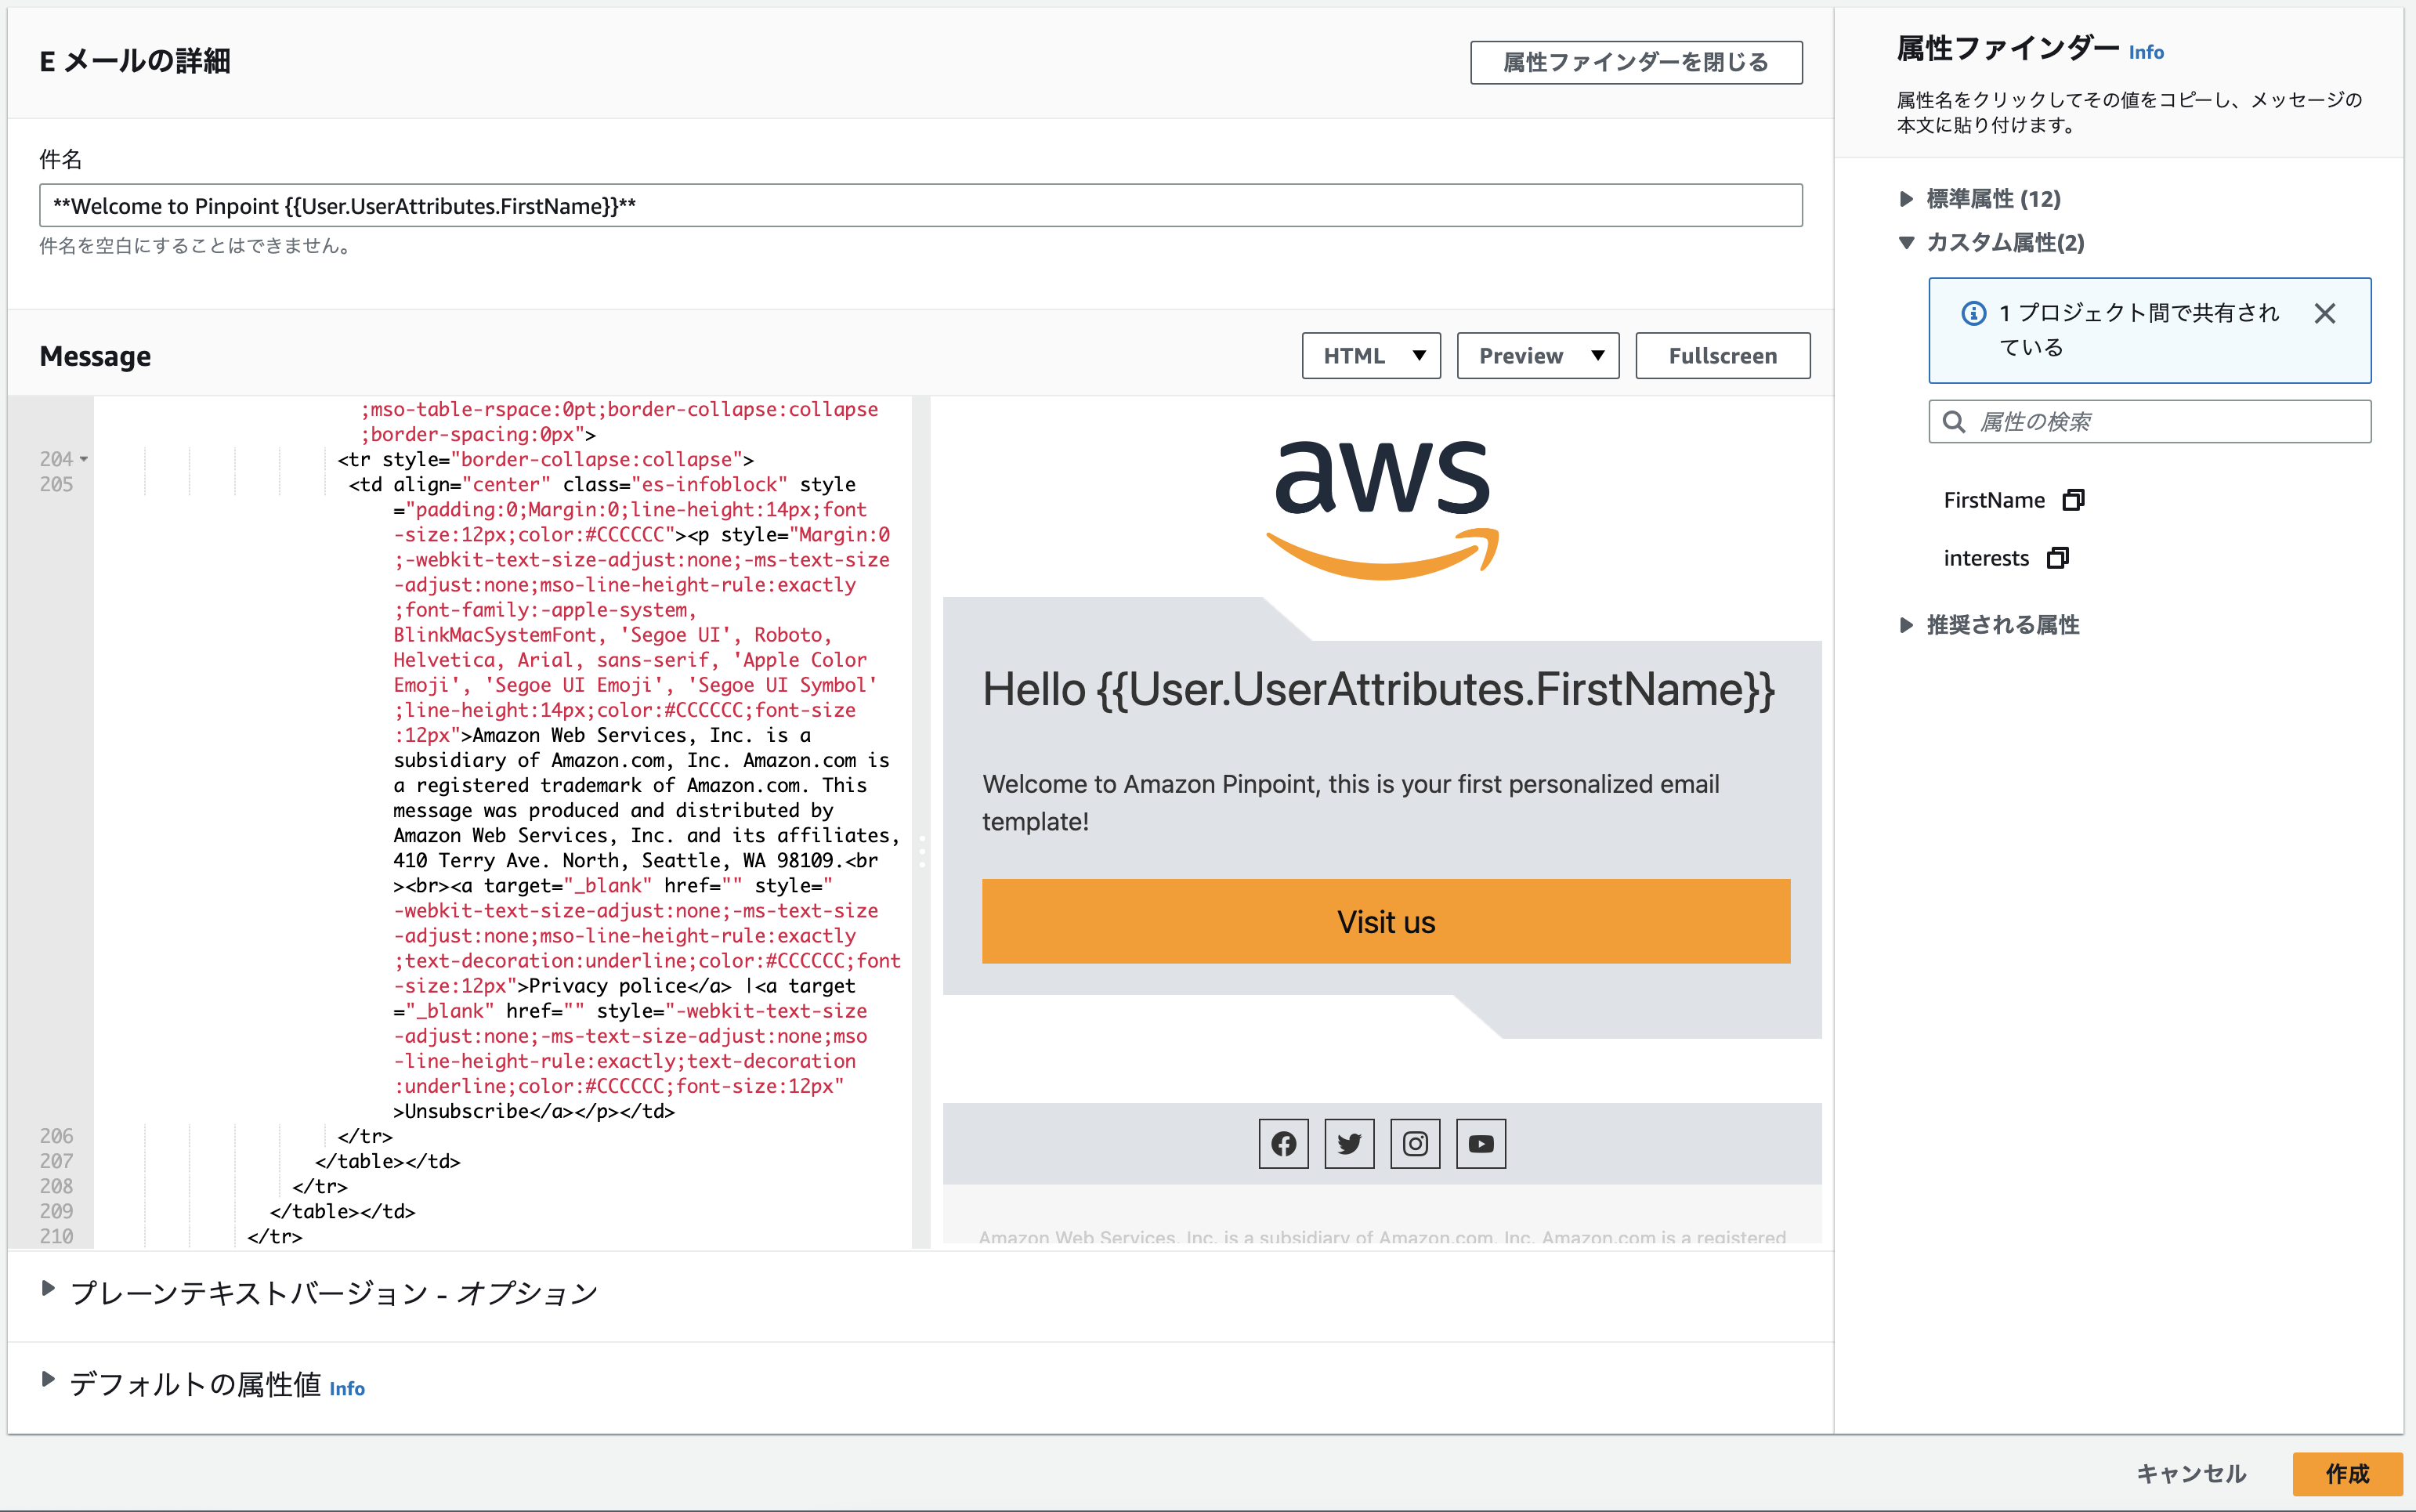 E メールの詳細
属性ファインダーを閉じる
件名
**Welcome to Pinpoint {{User.UserAttributes.FirstName}}**
件名を空白にすることはできません。
Message
HTML
Preview
Fullscreen
;mso-table-rspace:0pt;border-collapse:collapse
;border-spacing:0px">
204
<tr style="border-collapse:collapse">
205
<td align="center" class="es-infoblock" style
="padding:0;Margin:0;line-height:14px;font
-size:12px;color:#CCCCCC"><p style="Margin:0
;-webkit-text-size-adjust:none;-ms-text-size
-adjust:none;mso-line-height-rule:exactly
;font-family:-apple-system,
BlinkMacSystemFont, 'Segoe UI', Roboto,
Helvetica, Arial, sans-serif, 'Apple Color
Emoji', 'Segoe UI Emoji', 'Segoe UI Symbol'
;line-height:14px;color:#CCCCCC;font-size
:12px">Amazon Web Services, Inc. is a
subsidiary of Amazon.com, Inc. Amazon.com is
a registered trademark of Amazon.com. This
message was produced and distributed by
Amazon Web Services, Inc. and its affiliates,
410 Terry Ave. North, Seattle, WA 98109.<br
><br><a target="_blank" href="" style="
-webkit-text-size-adjust:none;-ms-text-size
-adjust:none;mso-line-height-rule:exactly
;text-decoration:underline;color:#CCCCCC;font
-size:12px">Privacy police</a> |<a target
="_blank" href="" style="-webkit-text-size
-adjust:none;-ms-text-size-adjust:none;mso
-line-height-rule:exactly;text-decoration
:underline;color:#CCCCCC;font-size:12px"
>Unsubscribe</a></p></td>
206
</tr>
207
</table></td>
208
</tr>
209
</table></td>
210
</tr>
aws
Hello {{User.UserAttributes.FirstName}}
Welcome to Amazon Pinpoint, this is your first personalized email
template!
Visit us
Amazon Web Services, Inc. is a subsidiary of Amazon.com, Inc. Amazon.com is a registered
プレーンテキストバージョン - オプション
デフォルトの属性値 Info
属性ファインダー Info
属性名をクリックしてその値をコピーし、メッセージの
本文に貼り付けます。
標準属性 (12)
カスタム属性(2)
1 プロジェクト間で共有され
ている
属性の検索
FirstName
interests
推奨される属性
キャンセル
作成